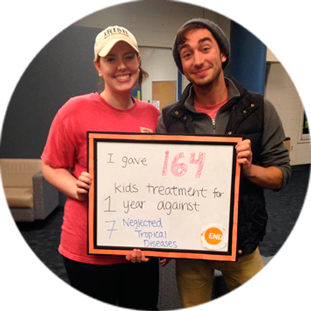 IRISH
I gave 164
kids treatment for
1 year against
7 Neglected
Tropical
Diseases
END